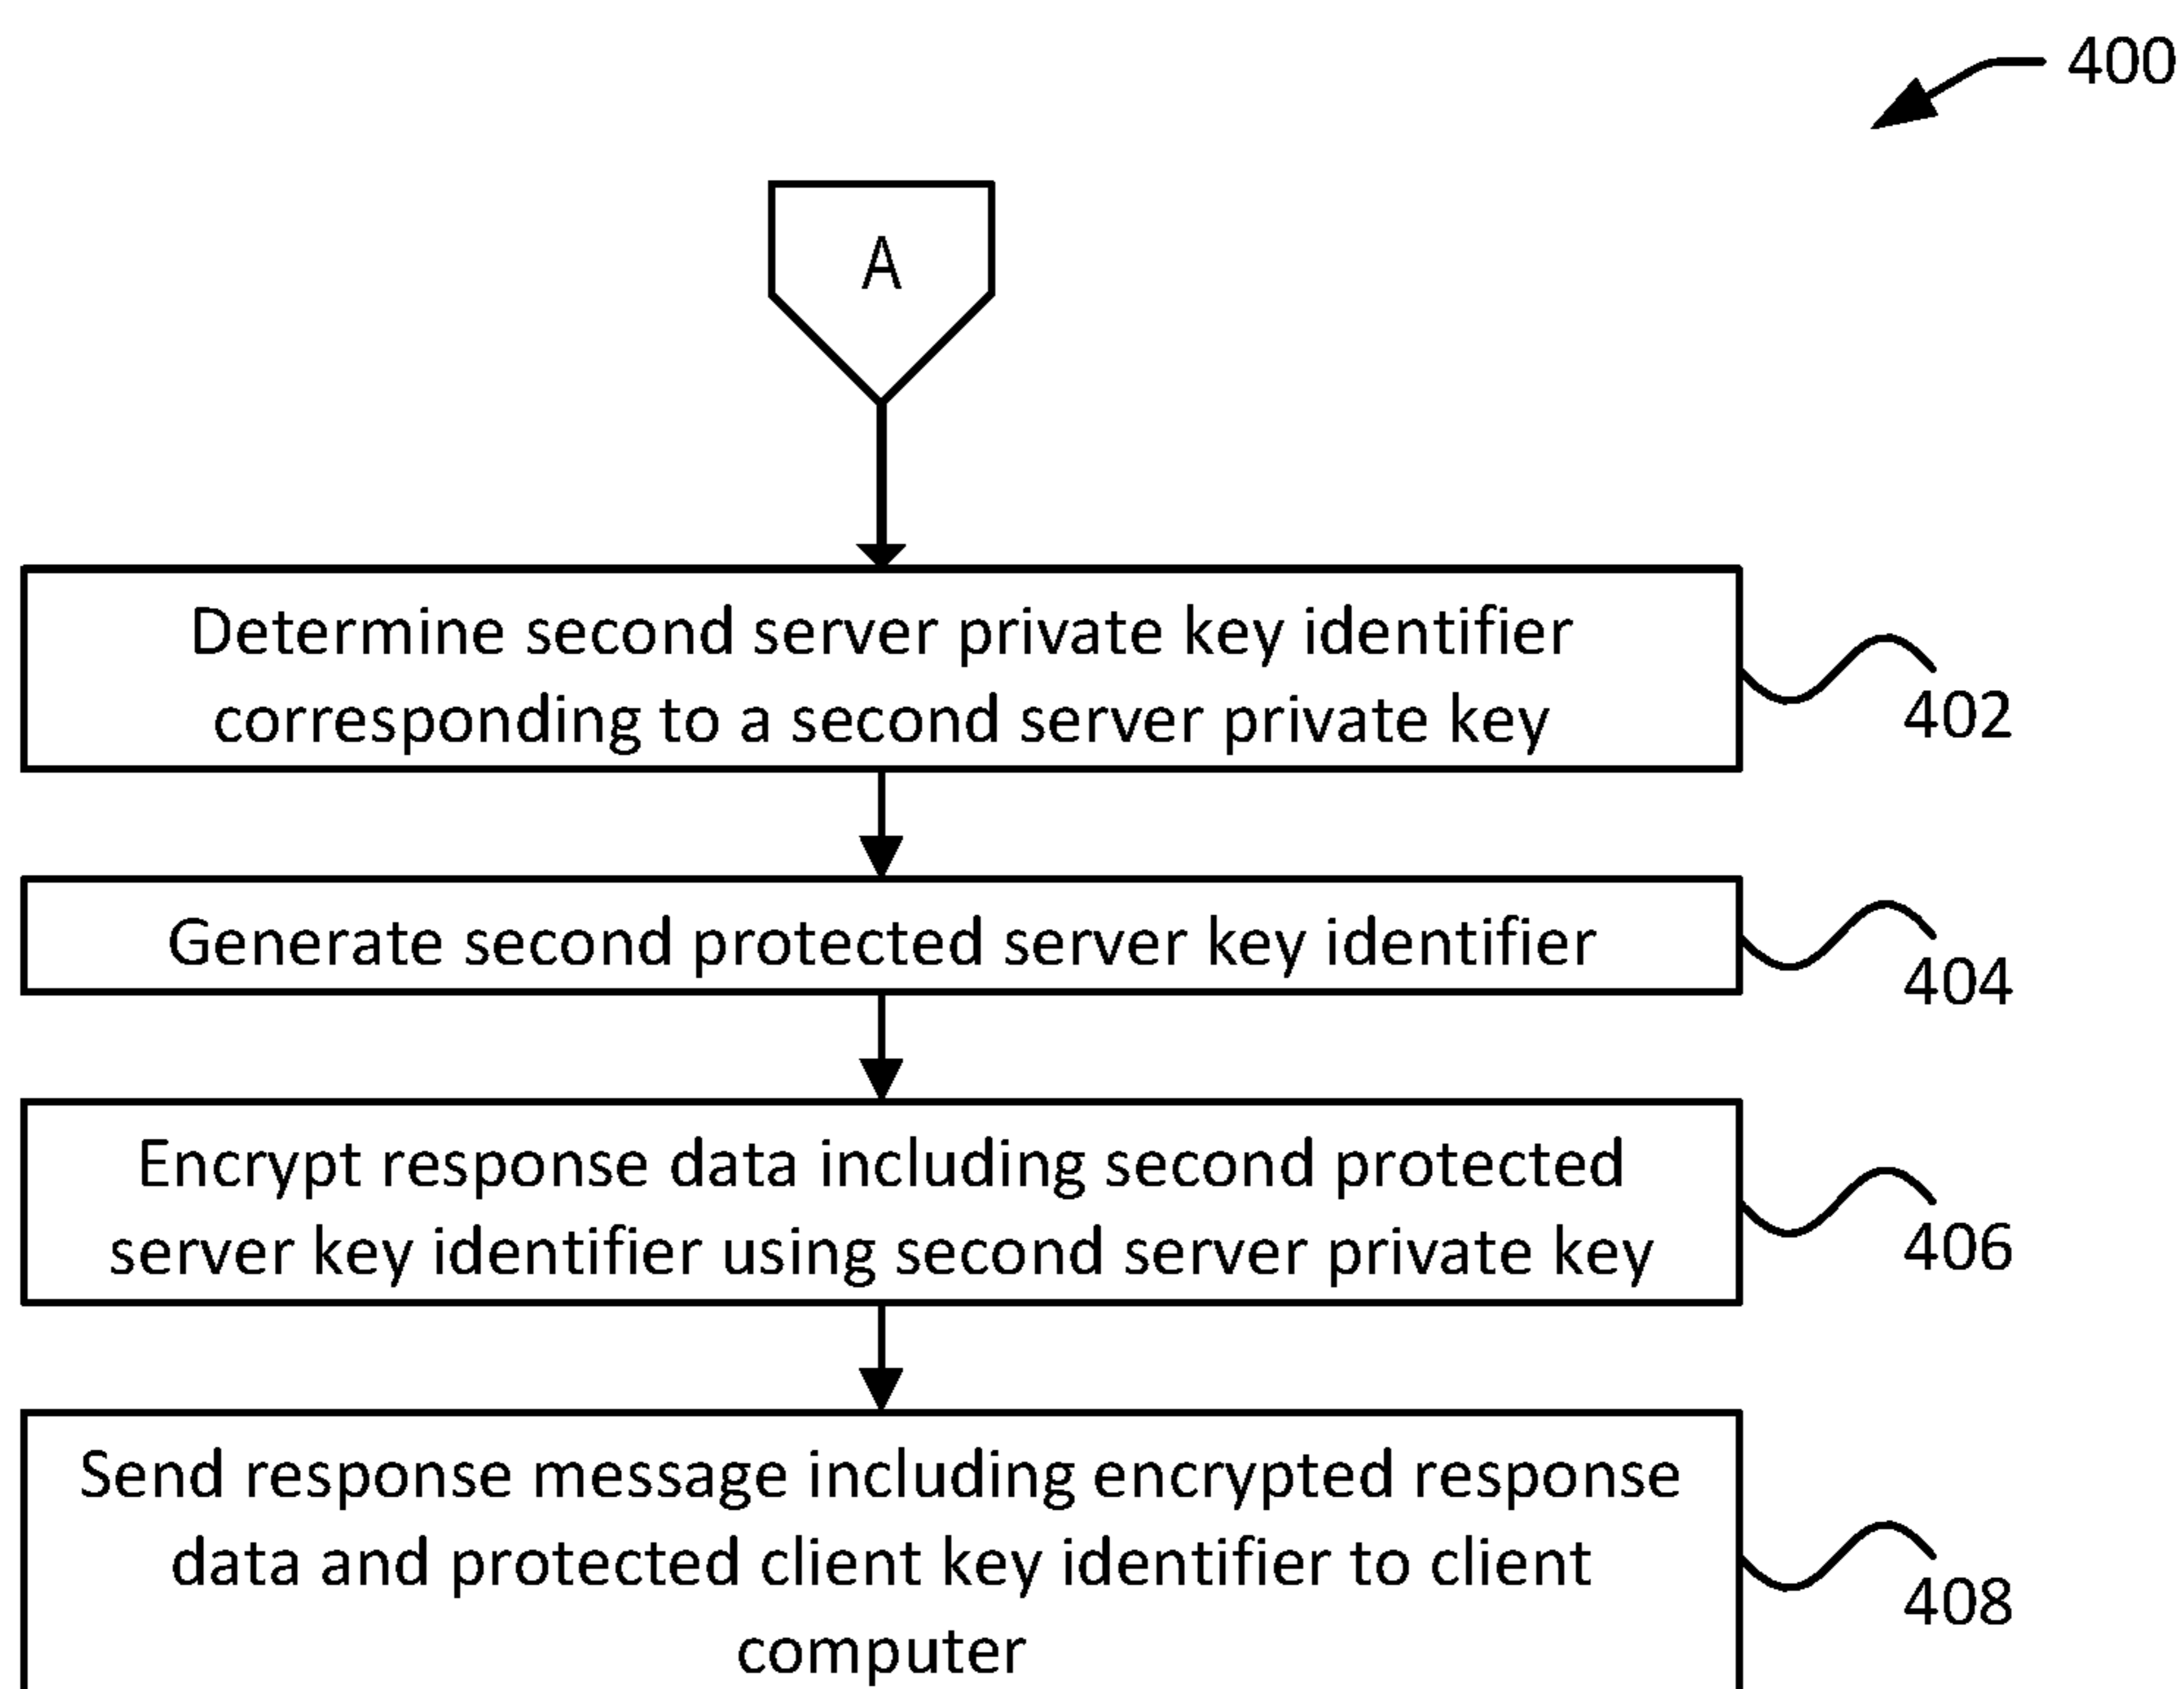 400
A
Determine second server private key identifier
corresponding to a second server private key
402
Generate second protected server key identifier
404
Encrypt response data including second protected
server key identifier using second server private key
406
Send response message including encrypted response
data and protected client key identifier to client
computer
408